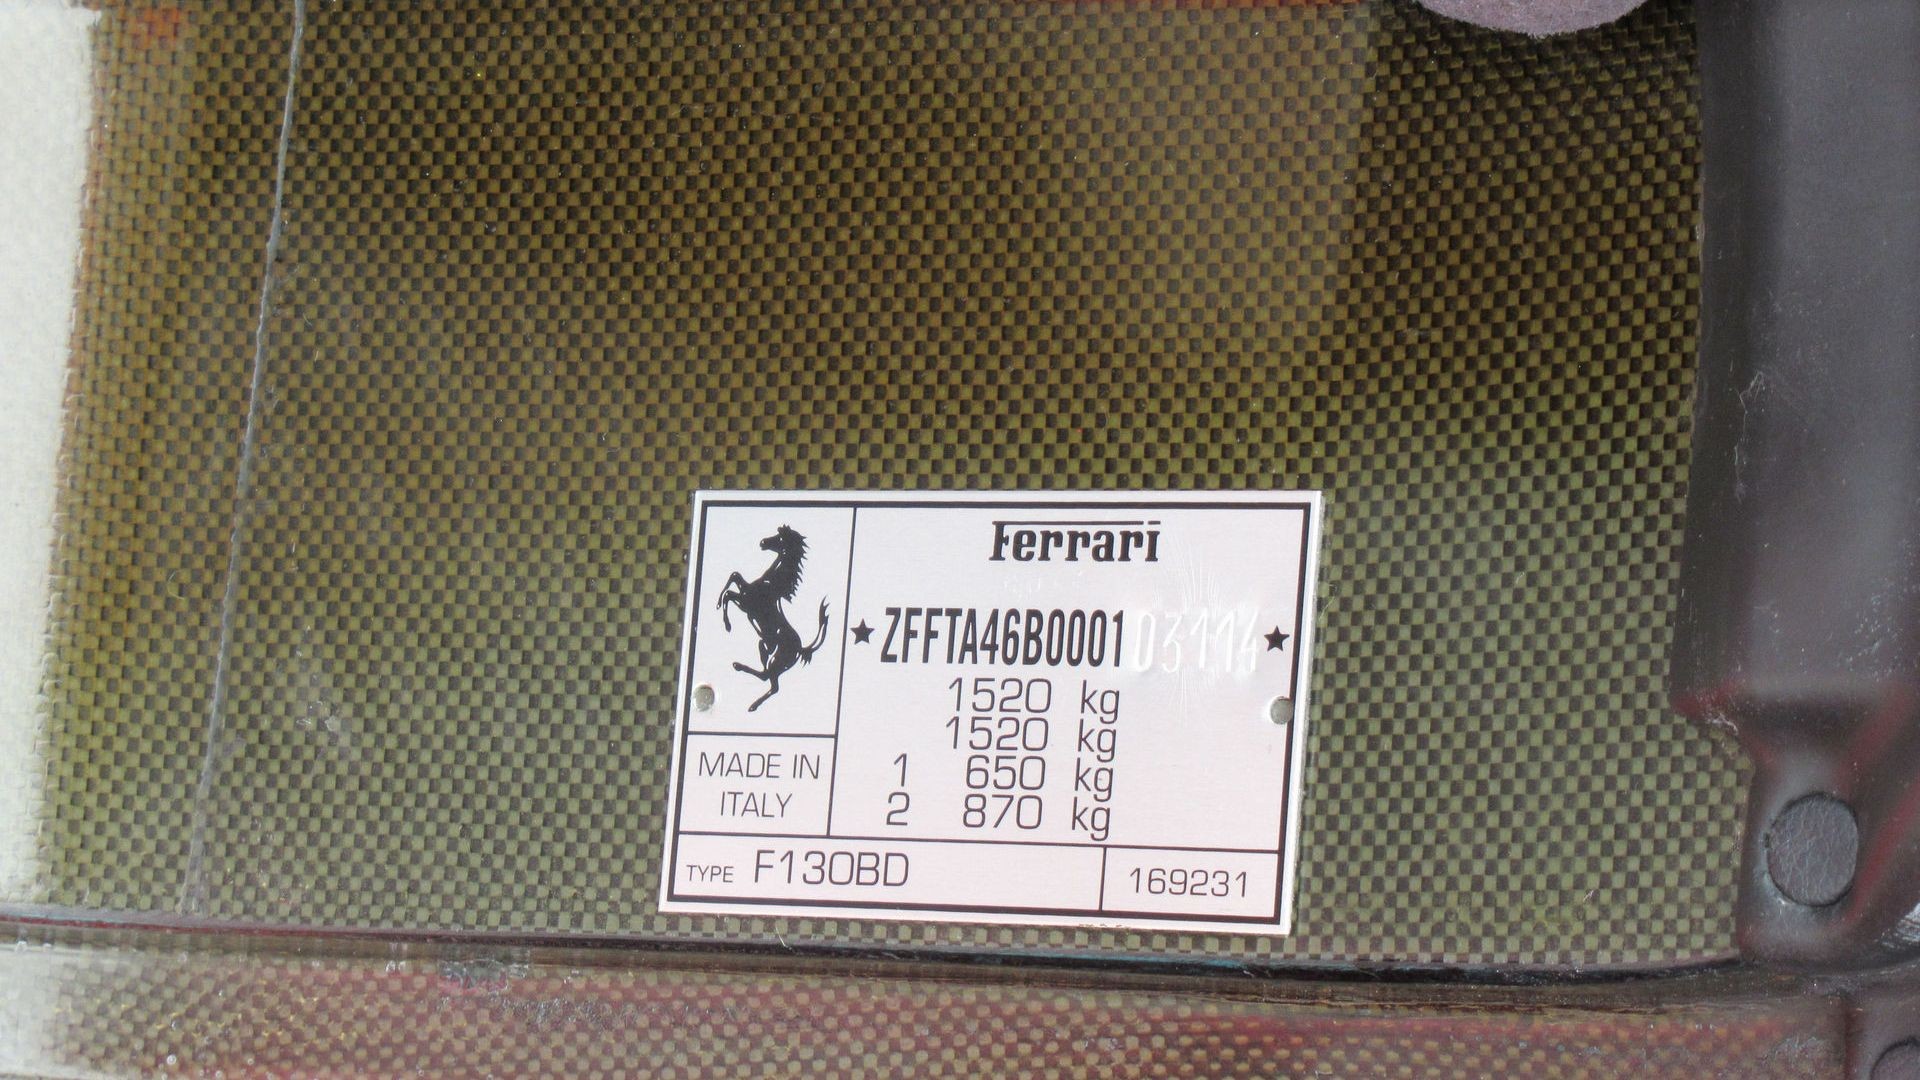 Ferrari
★ZFFTA46B000103114★
1520 kg
1520 kg
1 650 kg
2 870 kg
MADE IN
ITALY
TYPE F130BD
169231